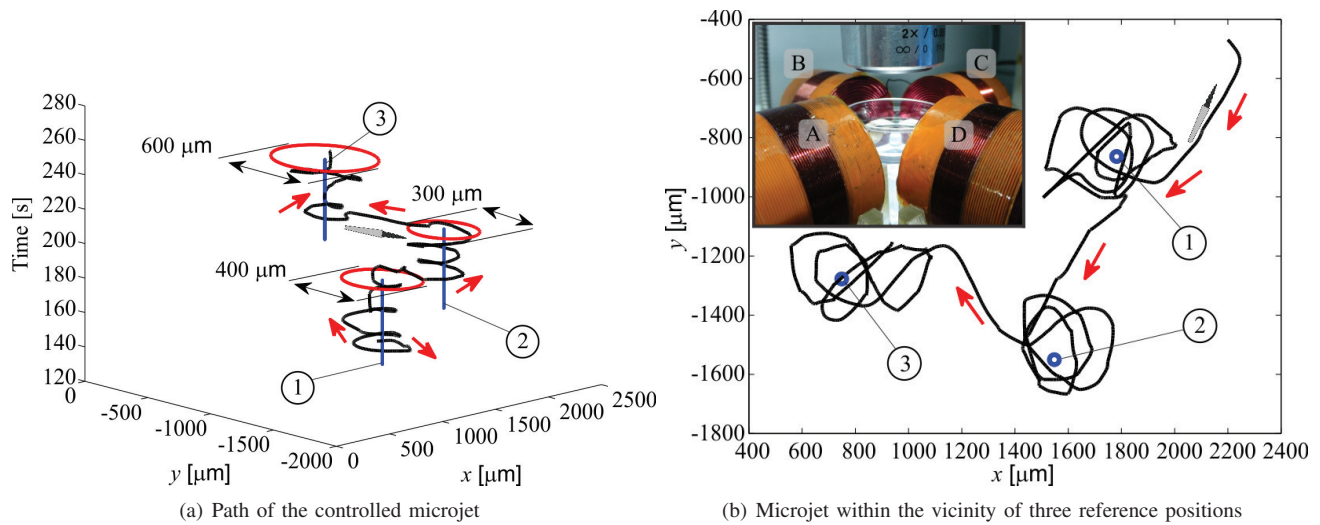 280
260
240
220
200
180
160
140
120
Time [s]
0
-500
-1000
-1500
-2000
y [μm]
0
500
1000
1500
2000
2500
x [μm]
600 μm
300 μm
400 μm
3
2
1
(a) Path of the controlled microjet
-400
-600
-800
-1000
-1200
-1400
-1600
-1800
y [μm]
400 600 800 1000 1200 1400 1600 1800 2000 2200 2400
x [μm]
2× / 0.0
∞ / 0
B
C
A
D
1
2
3
(b) Microjet within the vicinity of three reference positions